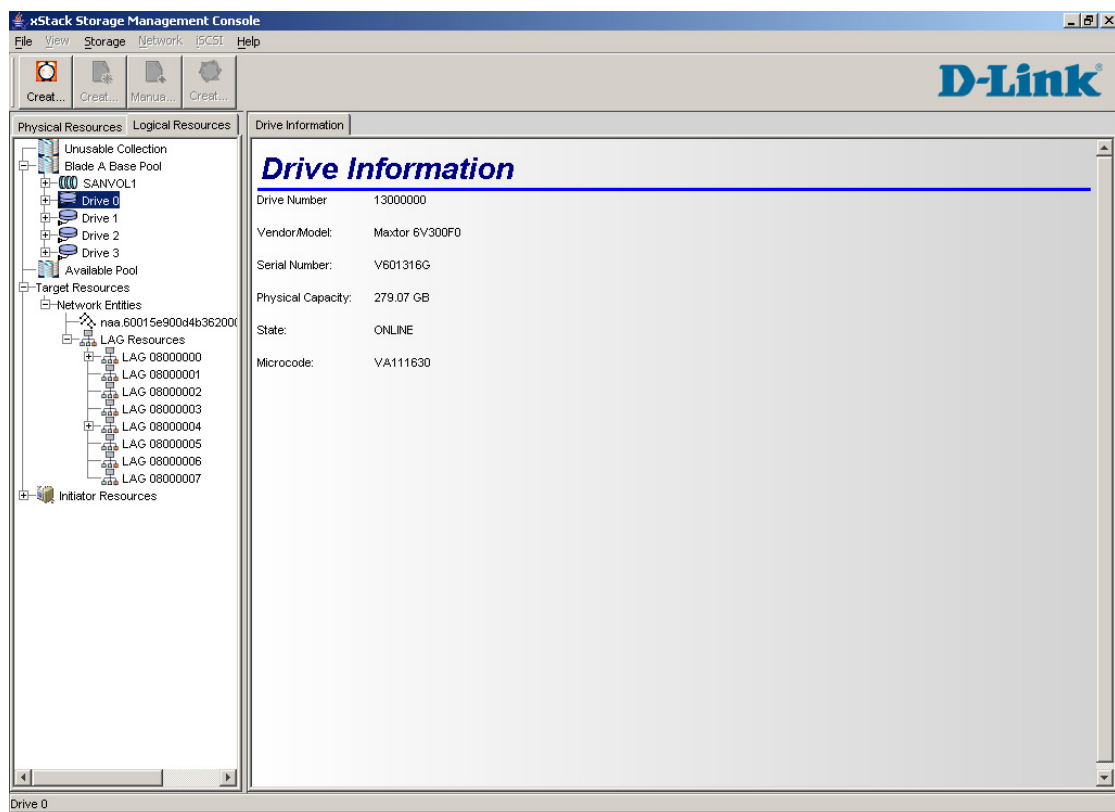 xStack Storage Management Console
File View Storage Network iSCSI Help
Creat... Creat... Manua... Creat...
D-Link®
Physical Resources Logical Resources
Drive Information
Unusable Collection
Blade A Base Pool
SANVOL1
Drive 0
Drive 1
Drive 2
Drive 3
Available Pool
Target Resources
Network Entities
naa.60015e900d4b362000
LAG Resources
LAG 08000000
LAG 08000001
LAG 08000002
LAG 08000003
LAG 08000004
LAG 08000005
LAG 08000006
LAG 08000007
Initiator Resources
Drive Information
Drive Number 13000000
Vendor/Model: Maxtor 6V300F0
Serial Number: V601316G
Physical Capacity: 279.07 GB
State: ONLINE
Microcode: VA111630
Drive 0